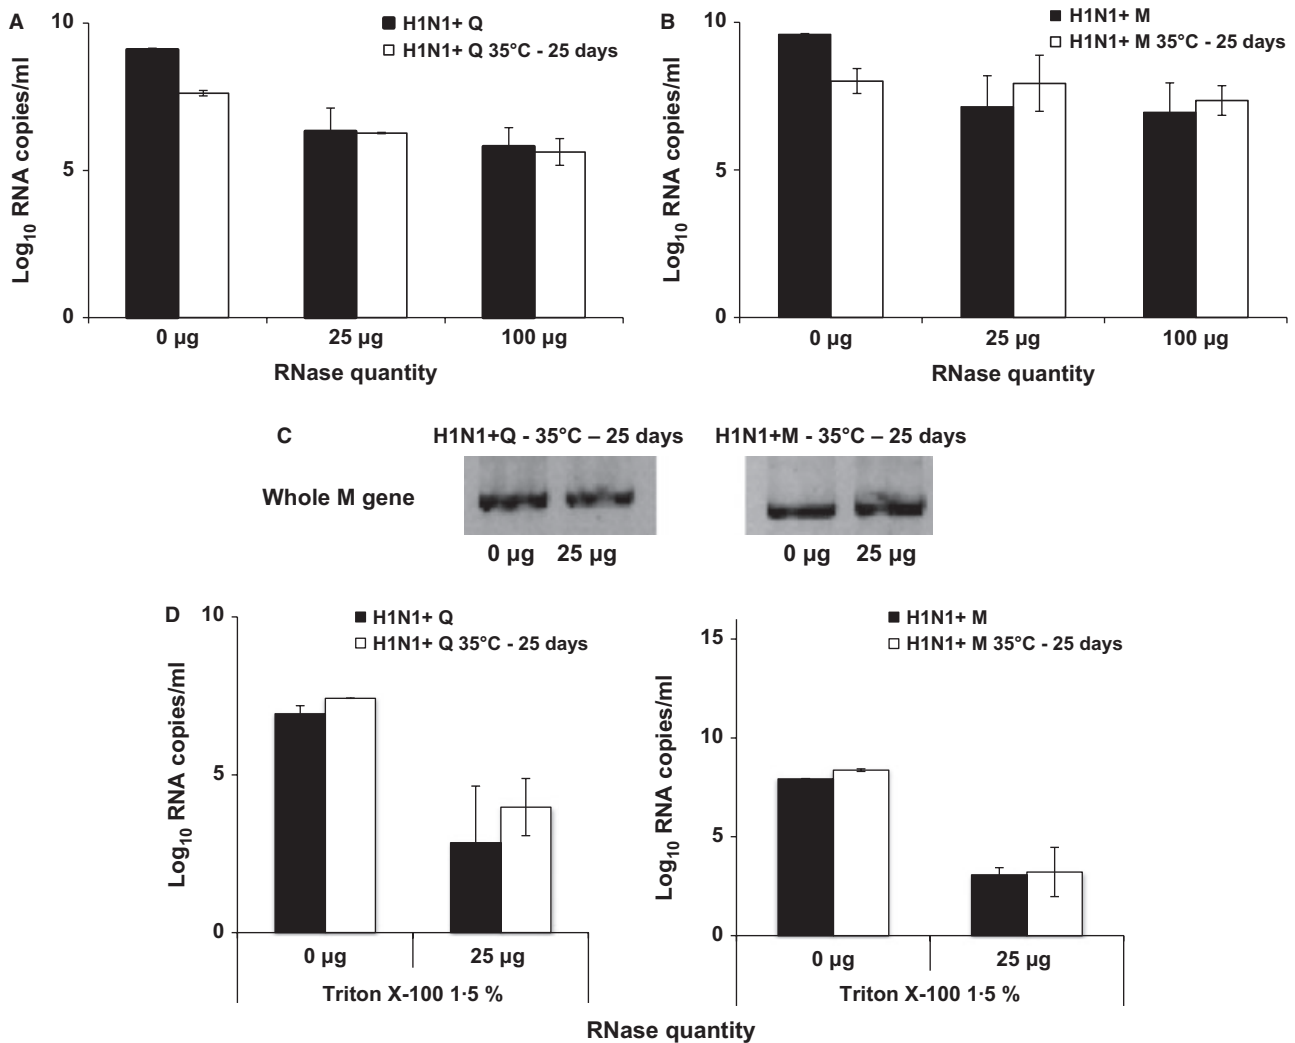 A
H1N1+ Q
H1N1+ Q 35°C - 25 days
10
5
0
Log10 RNA copies/ml
0 µg
25 µg
100 µg
RNase quantity
B
H1N1+ M
H1N1+ M 35°C - 25 days
10
5
0
Log10 RNA copies/ml
0 µg
25 µg
100 µg
RNase quantity
C
H1N1+Q - 35°C – 25 days
H1N1+M - 35°C – 25 days
Whole M gene
0 µg
25 µg
0 µg
25 µg
D
H1N1+ Q
H1N1+ Q 35°C - 25 days
10
5
0
Log10 RNA copies/ml
0 µg
25 µg
Triton X-100 1·5 %
H1N1+ M
H1N1+ M 35°C - 25 days
15
10
5
0
Log10 RNA copies/ml
0 µg
25 µg
Triton X-100 1·5 %
RNase quantity